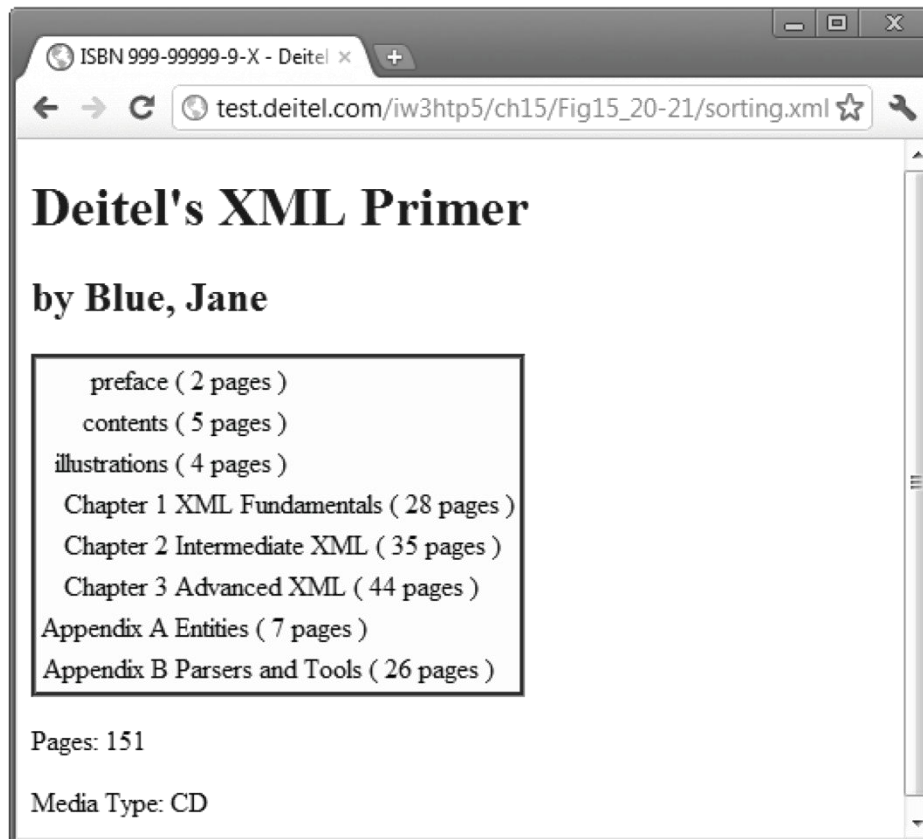 ISBN 999-99999-9-X - Deitel
test.deitel.com/iw3htp5/ch15/Fig15_20-21/sorting.xml
Deitel's XML Primer
by Blue, Jane
preface ( 2 pages )
contents ( 5 pages )
illustrations ( 4 pages )
Chapter 1 XML Fundamentals ( 28 pages )
Chapter 2 Intermediate XML ( 35 pages )
Chapter 3 Advanced XML ( 44 pages )
Appendix A Entities ( 7 pages )
Appendix B Parsers and Tools ( 26 pages )
Pages: 151
Media Type: CD